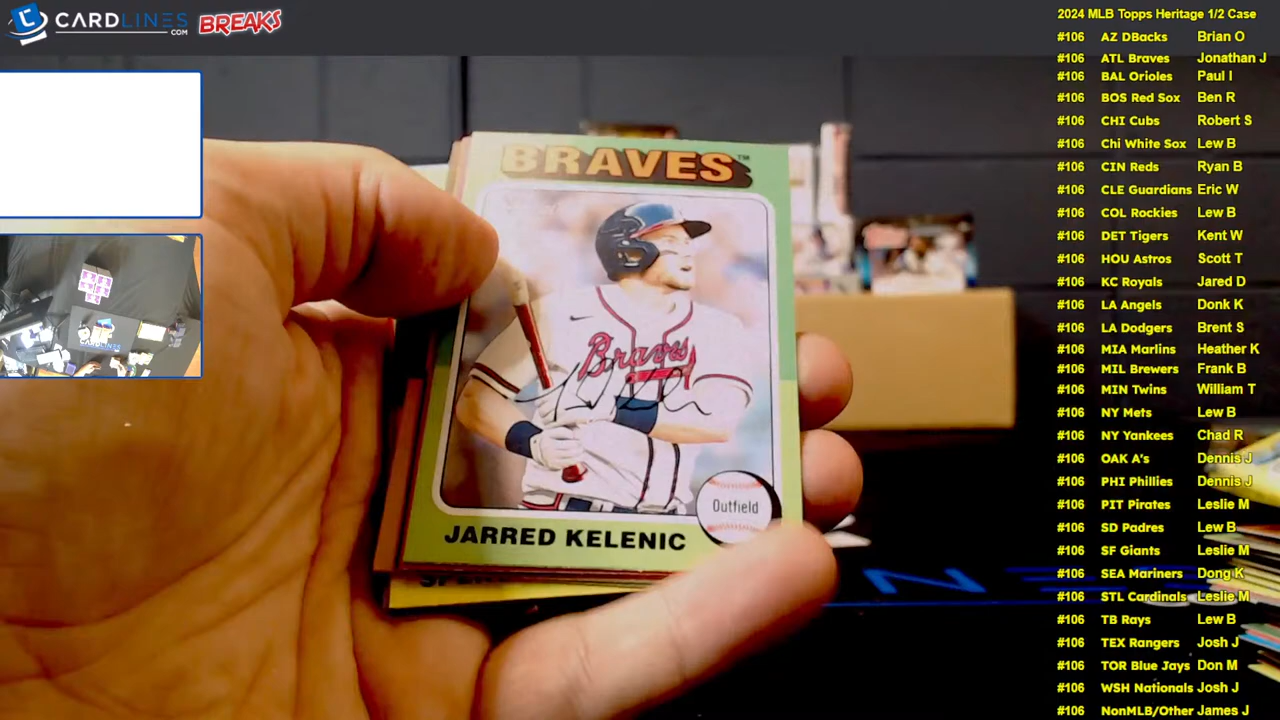 CARDLINES
.COM
BREAKS
2024 MLB Topps Heritage 1/2 Case
#106 AZ DBacks Brian O
#106 ATL Braves Jonathan J
#106 BAL Orioles Paul I
#106 BOS Red Sox Ben R
#106 CHI Cubs Robert S
#106 Chi White Sox Lew B
#106 CIN Reds Ryan B
#106 CLE Guardians Eric W
#106 COL Rockies Lew B
#106 DET Tigers Kent W
#106 HOU Astros Scott T
#106 KC Royals Jared D
#106 LA Angels Donk K
#106 LA Dodgers Brent S
#106 MIA Marlins Heather K
#106 MIL Brewers Frank B
#106 MIN Twins William T
#106 NY Mets Lew B
#106 NY Yankees Chad R
#106 OAK A's Dennis J
#106 PHI Phillies Dennis J
#106 PIT Pirates Leslie M
#106 SD Padres Lew B
#106 SF Giants Leslie M
#106 SEA Mariners Dong K
#106 STL Cardinals Leslie M
#106 TB Rays Lew B
#106 TEX Rangers Josh J
#106 TOR Blue Jays Don M
#106 WSH Nationals Josh J
#106 NonMLB/Other James J
BRAVES™
Braves
Outfield
JARRED KELENIC